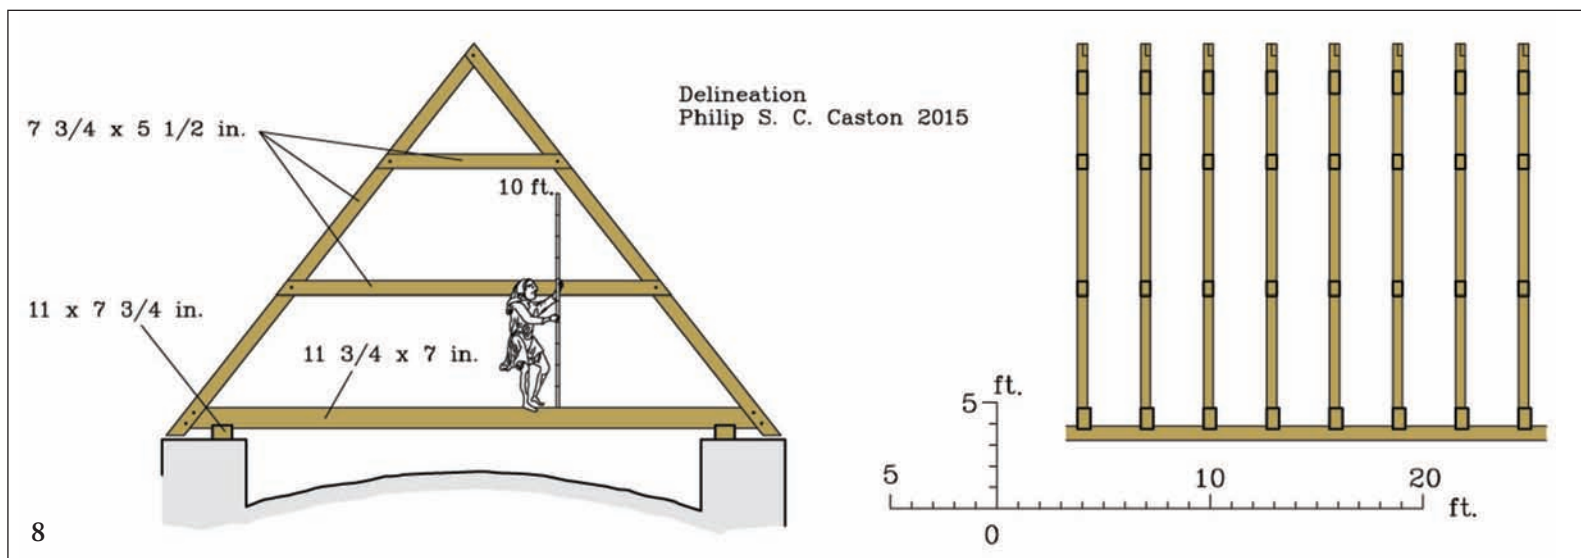 Delineation
Philip S. C. Caston 2015
7 3/4 x 5 1/2 in.
10 ft.
11 x 7 3/4 in.
11 3/4 x 7 in.
5 ft.
5 10 20
0 ft.
8